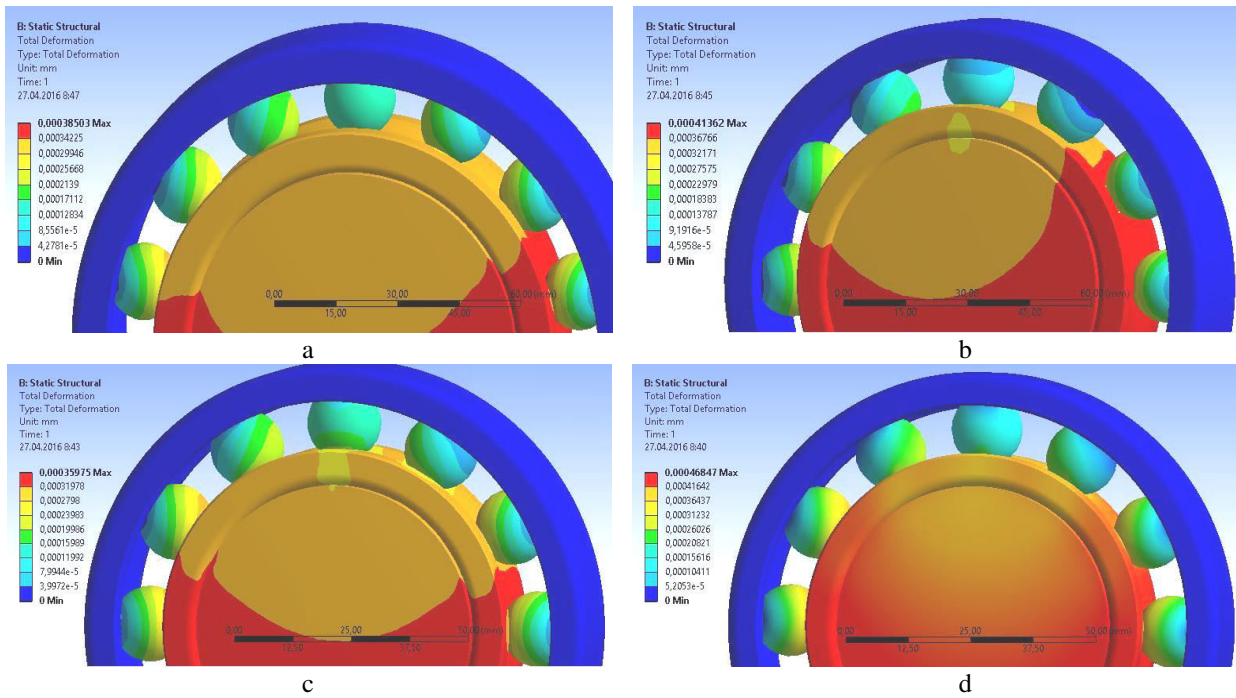 B: Static Structural
Total Deformation
Type: Total Deformation
Unit: mm
Time: 1
27.04.2016 8:47
0,00038503 Max
0,00034225
0,00029946
0,00025668
0,0002139
0,00017112
0,00012834
8,5561e-5
4,2781e-5
0 Min
0,00 30,00 60,00 (mm)
15,00 45,00
a
B: Static Structural
Total Deformation
Type: Total Deformation
Unit: mm
Time: 1
27.04.2016 8:45
0,00041362 Max
0,00036766
0,00032171
0,00027575
0,00022979
0,00018383
0,00013787
9,1916e-5
4,5958e-5
0 Min
0,00 30,00 60,00 (mm)
15,00 45,00
b
B: Static Structural
Total Deformation
Type: Total Deformation
Unit: mm
Time: 1
27.04.2016 8:43
0,00035975 Max
0,00031978
0,0002798
0,00023983
0,00019986
0,00015989
0,00011992
7,9944e-5
3,9972e-5
0 Min
0,00 25,00 50,00 (mm)
12,50 37,50
c
B: Static Structural
Total Deformation
Type: Total Deformation
Unit: mm
Time: 1
27.04.2016 8:40
0,00046847 Max
0,00041642
0,00036437
0,00031232
0,00026026
0,00020821
0,00015616
0,00010411
5,2053e-5
0 Min
0,00 25,00 50,00 (mm)
12,50 37,50
d